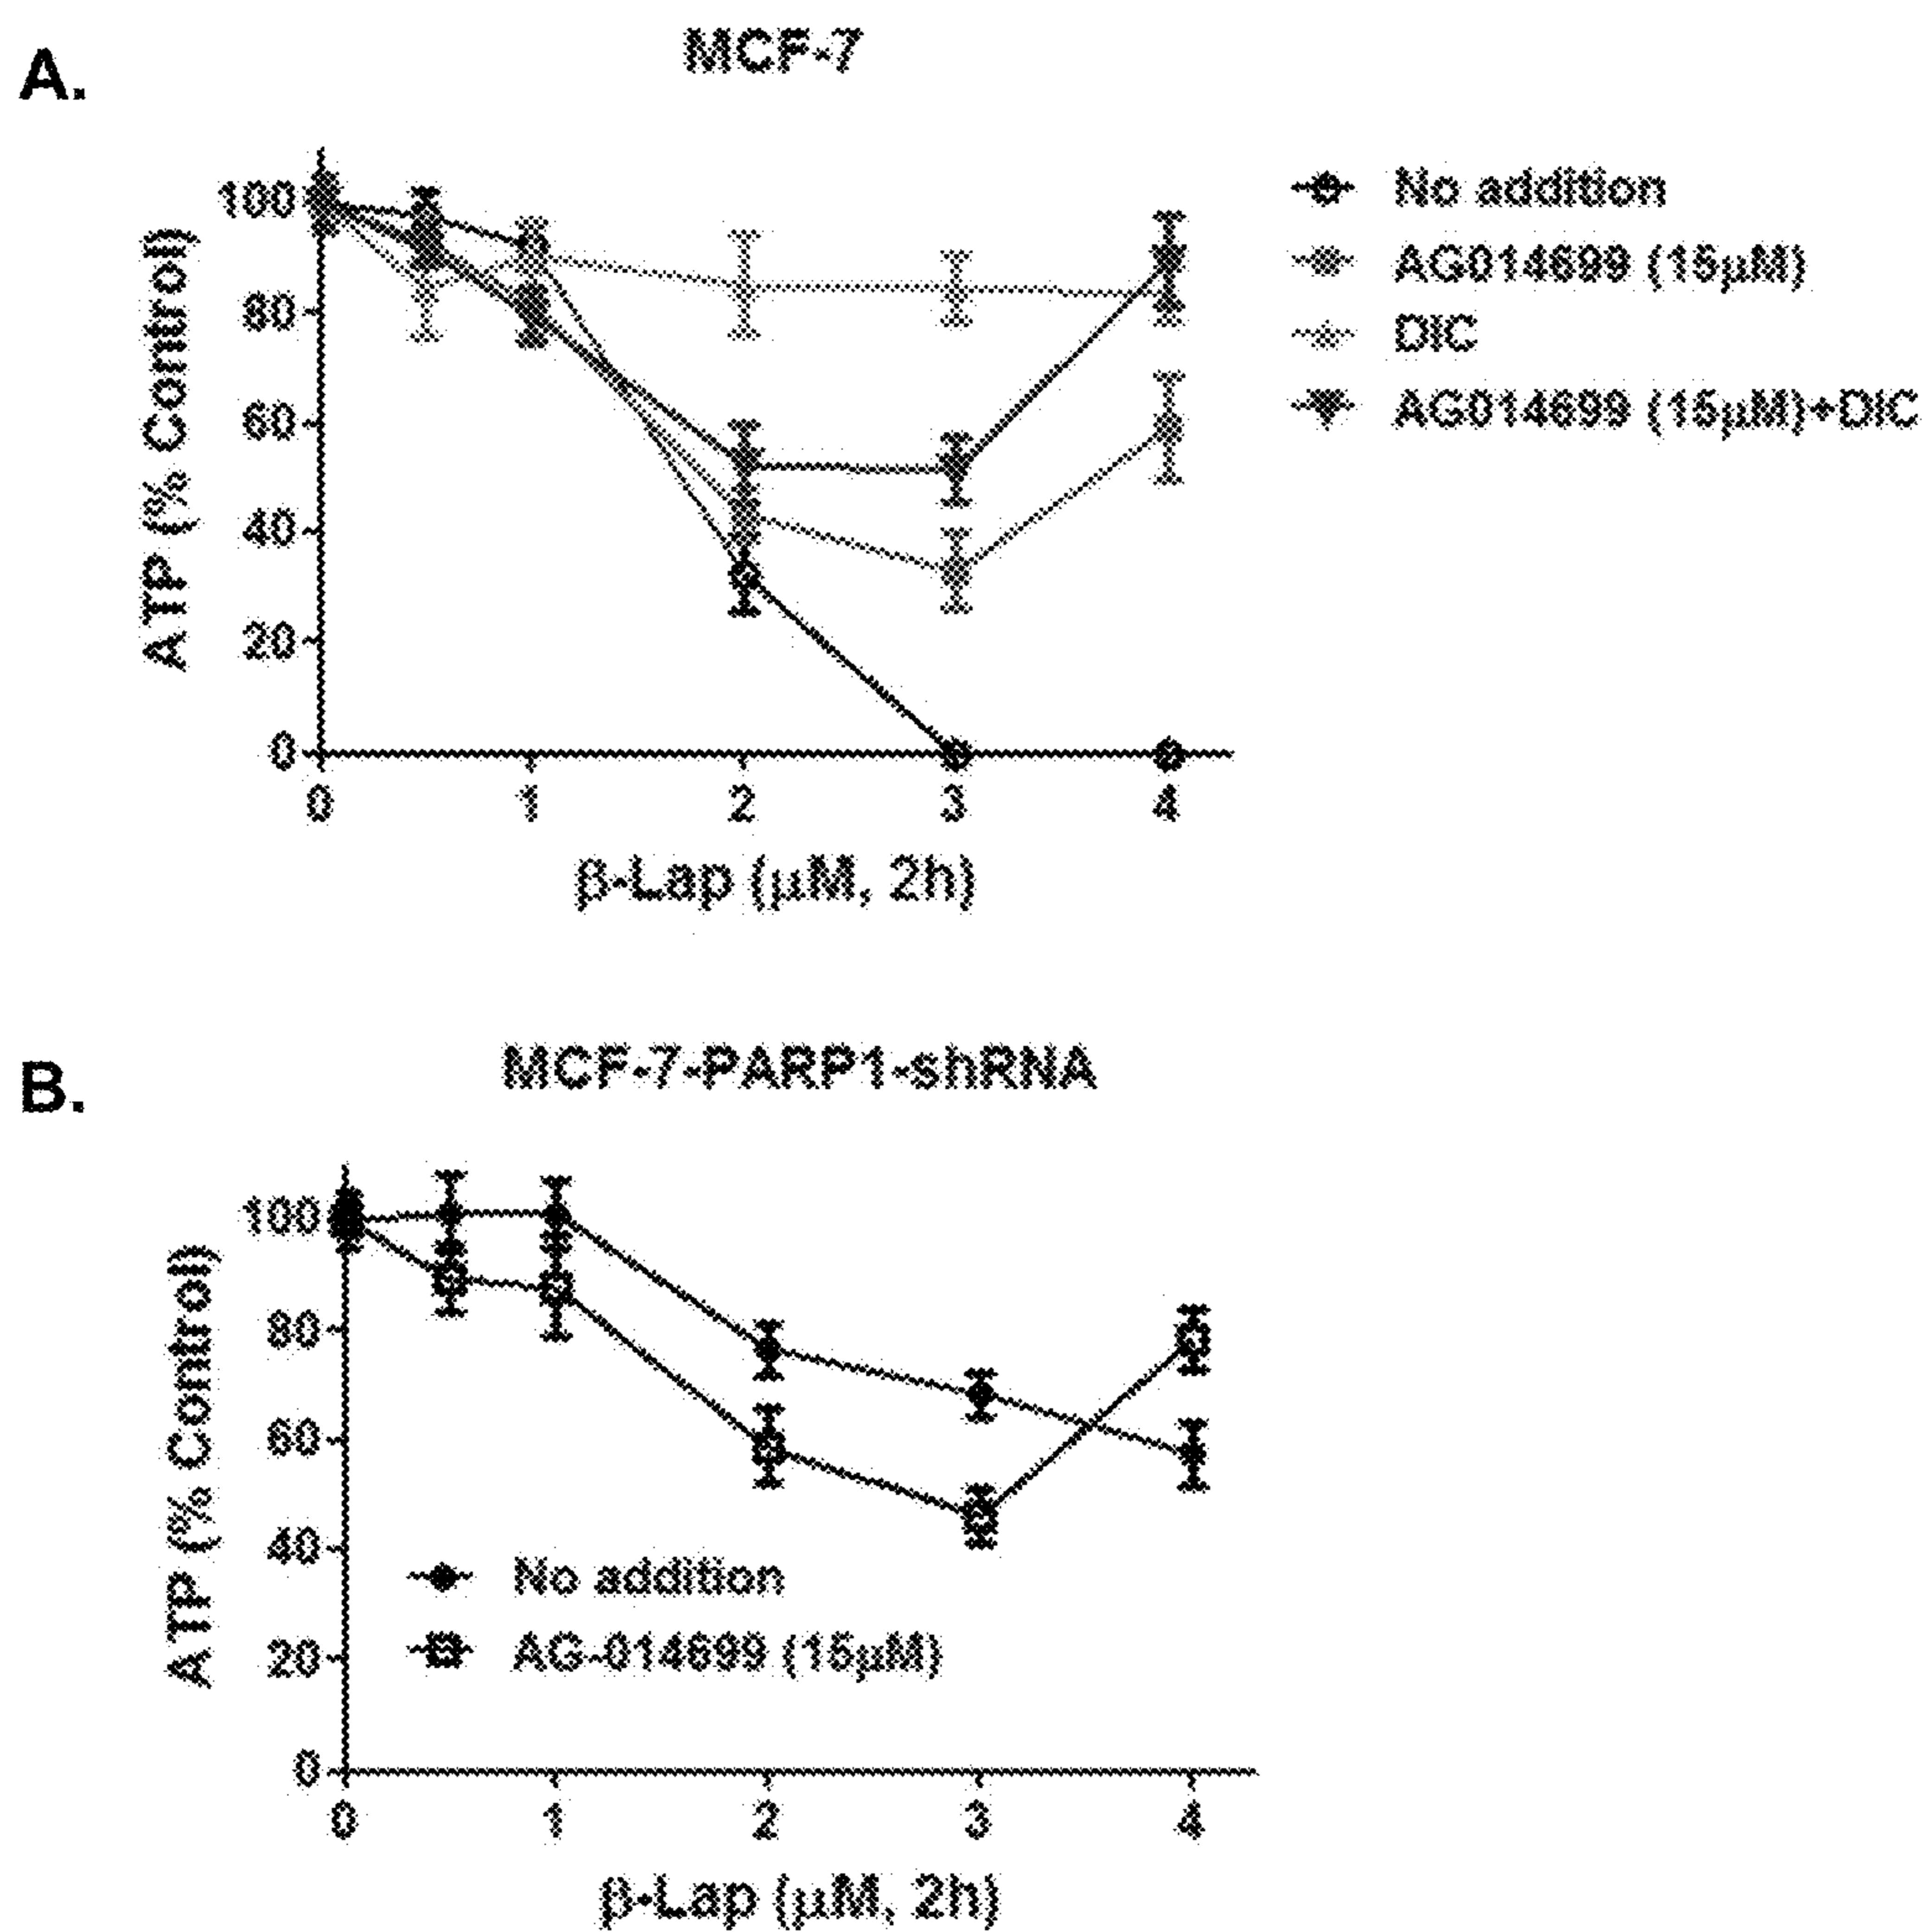 A.
MCF-7
ATP (% Control)
100
80
60
40
20
0
0 1 2 3 4
β-Lap (μM, 2h)
No addition
AG014699 (15μM)
DIC
AG014699 (15μM)+DIC
B.
MCF-7-PARP1-shRNA
ATP (% Control)
100
80
60
40
20
0
No addition
AG-014699 (15μM)
0 1 2 3 4
β-Lap (μM, 2h)